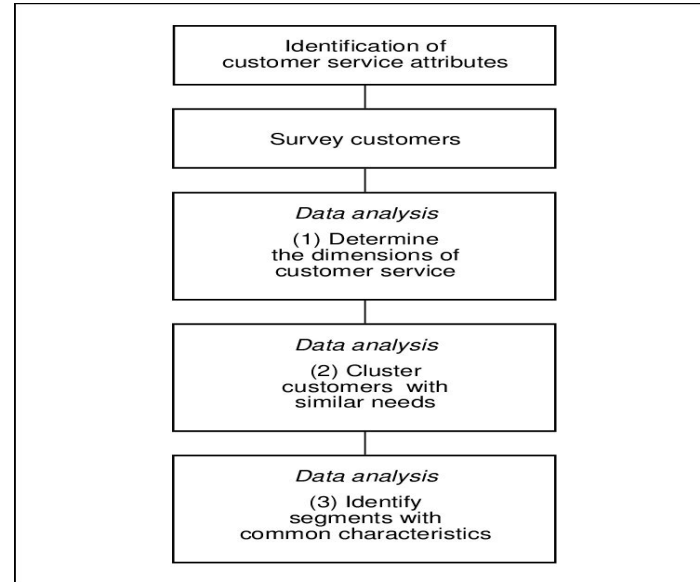 Identification of
customer service attributes
Survey customers
Data analysis
(1) Determine
the dimensions of
customer service
Data analysis
(2) Cluster
customers with
similar needs
Data analysis
(3) Identify
segments with
common characteristics